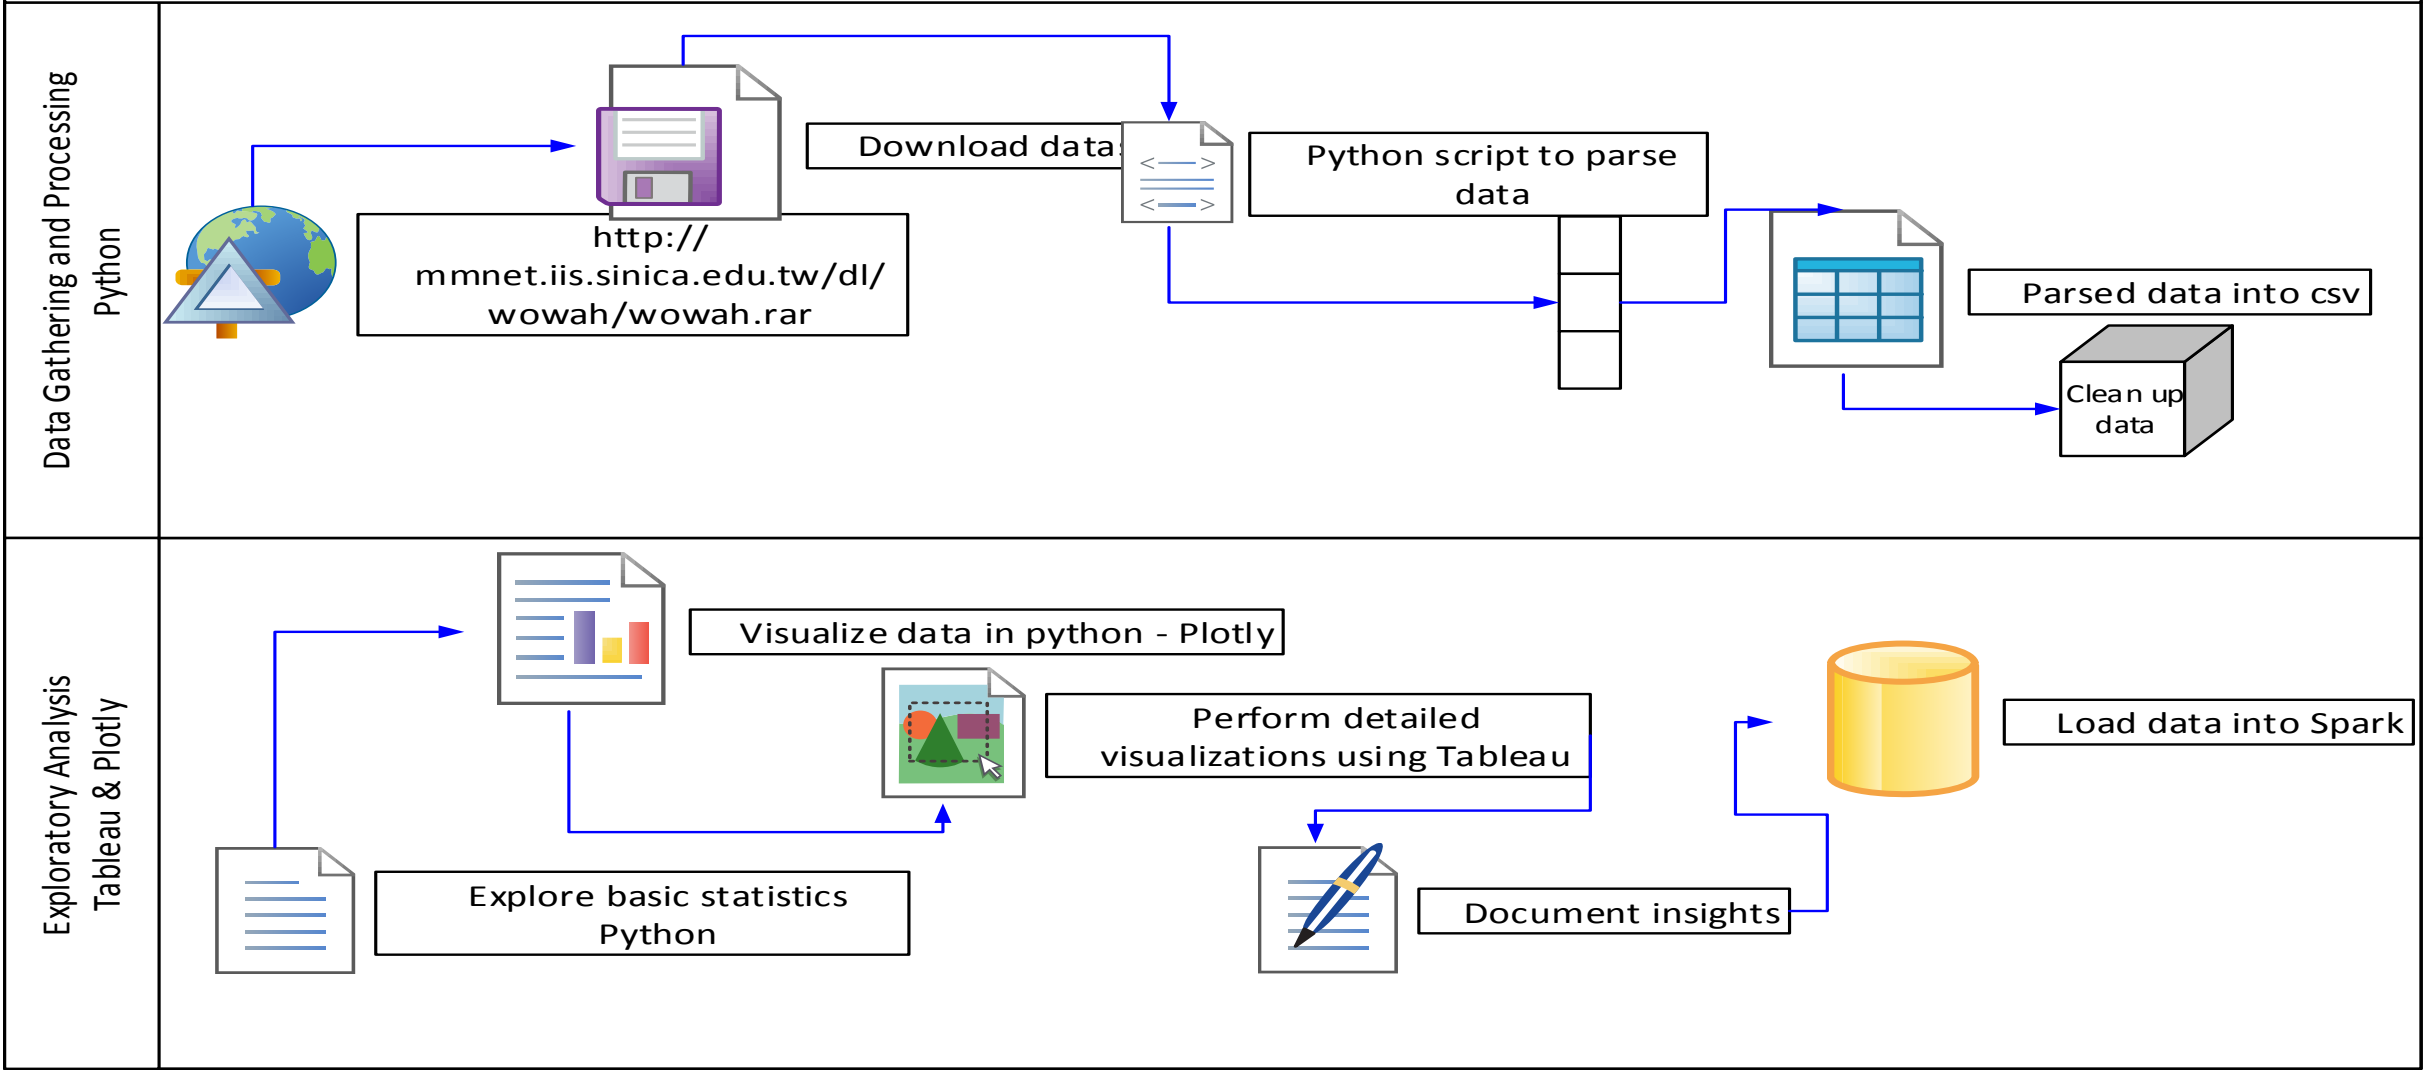 Data Gathering and Processing
Python
Download data
http://
mmnet.iis.sinica.edu.tw/dl/
wowah/wowah.rar
Python script to parse
data
Parsed data into csv
Clean up
data
Exploratory Analysis
Tableau & Plotly
Visualize data in python - Plotly
Perform detailed
visualizations using Tableau
Explore basic statistics
Python
Document insights
Load data into Spark